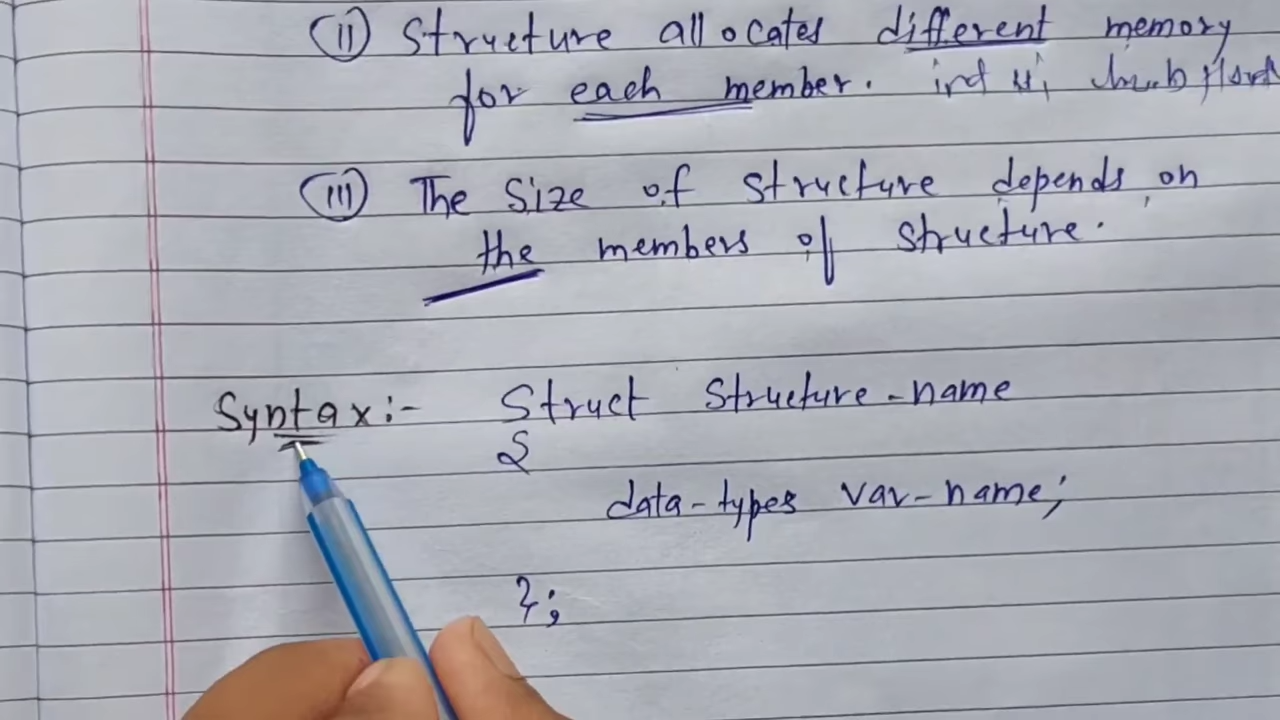 (II) Structure allocates different memory
for each member. int
(III) The Size of structure depends on
the members of structure.
Syntax:- Struct Structure-name
{
data-types var-name;
};